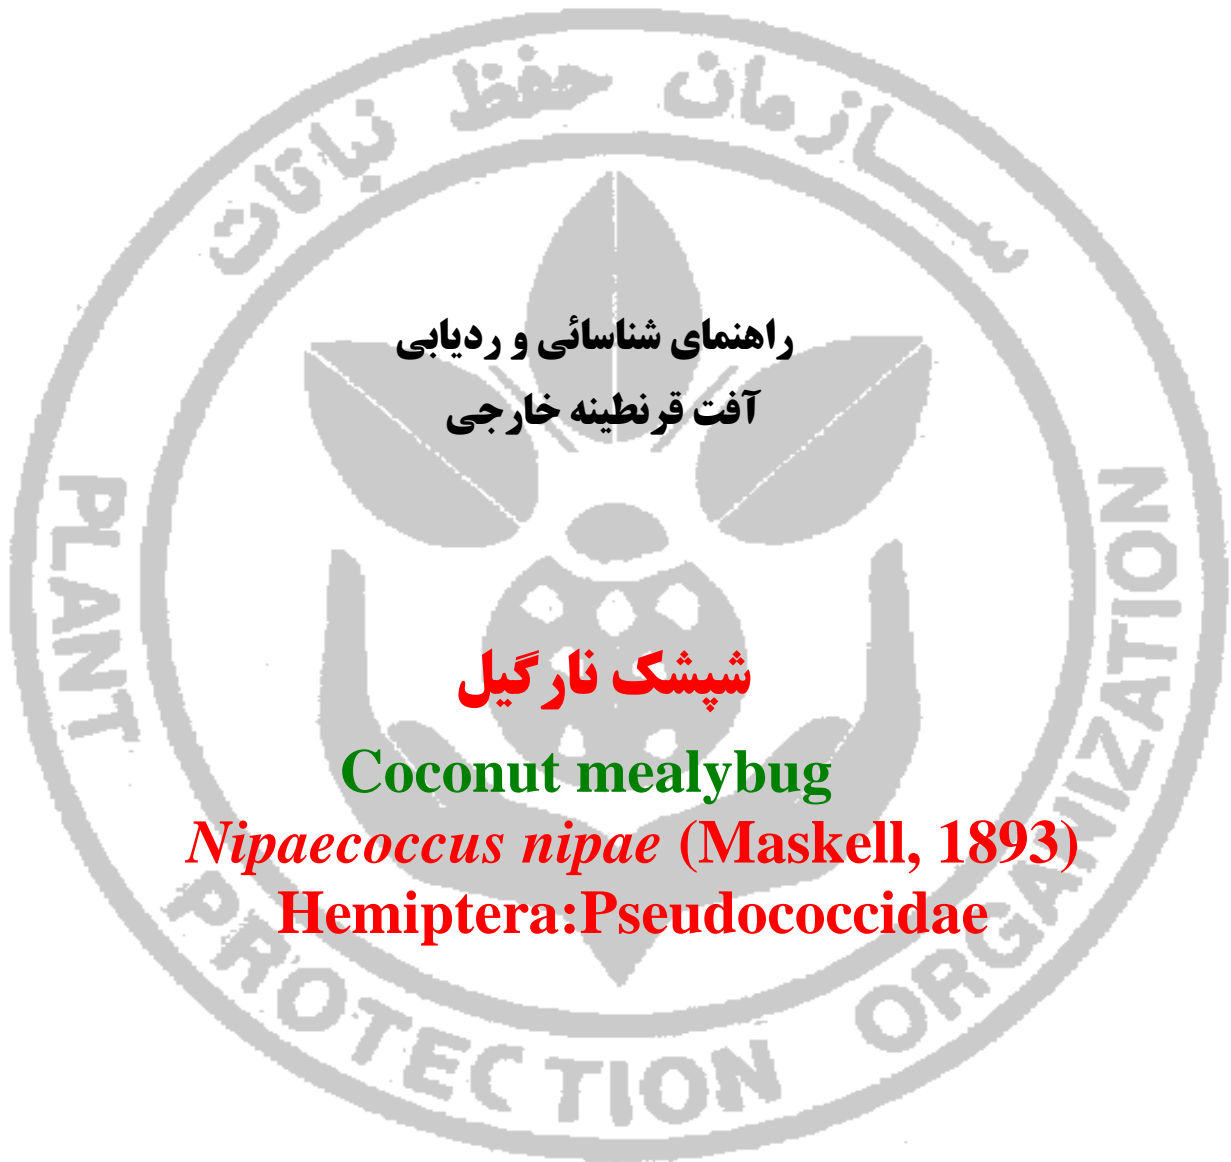 سازمان حفظ نباتات
راهنمای شناسائی و ردیابی
آفت قرنطینه خارجی
شپشک نارگیل
Coconut mealybug
Nipaecoccus nipae (Maskell, 1893)
Hemiptera:Pseudococcidae
PLANT PROTECTION ORGANIZATION